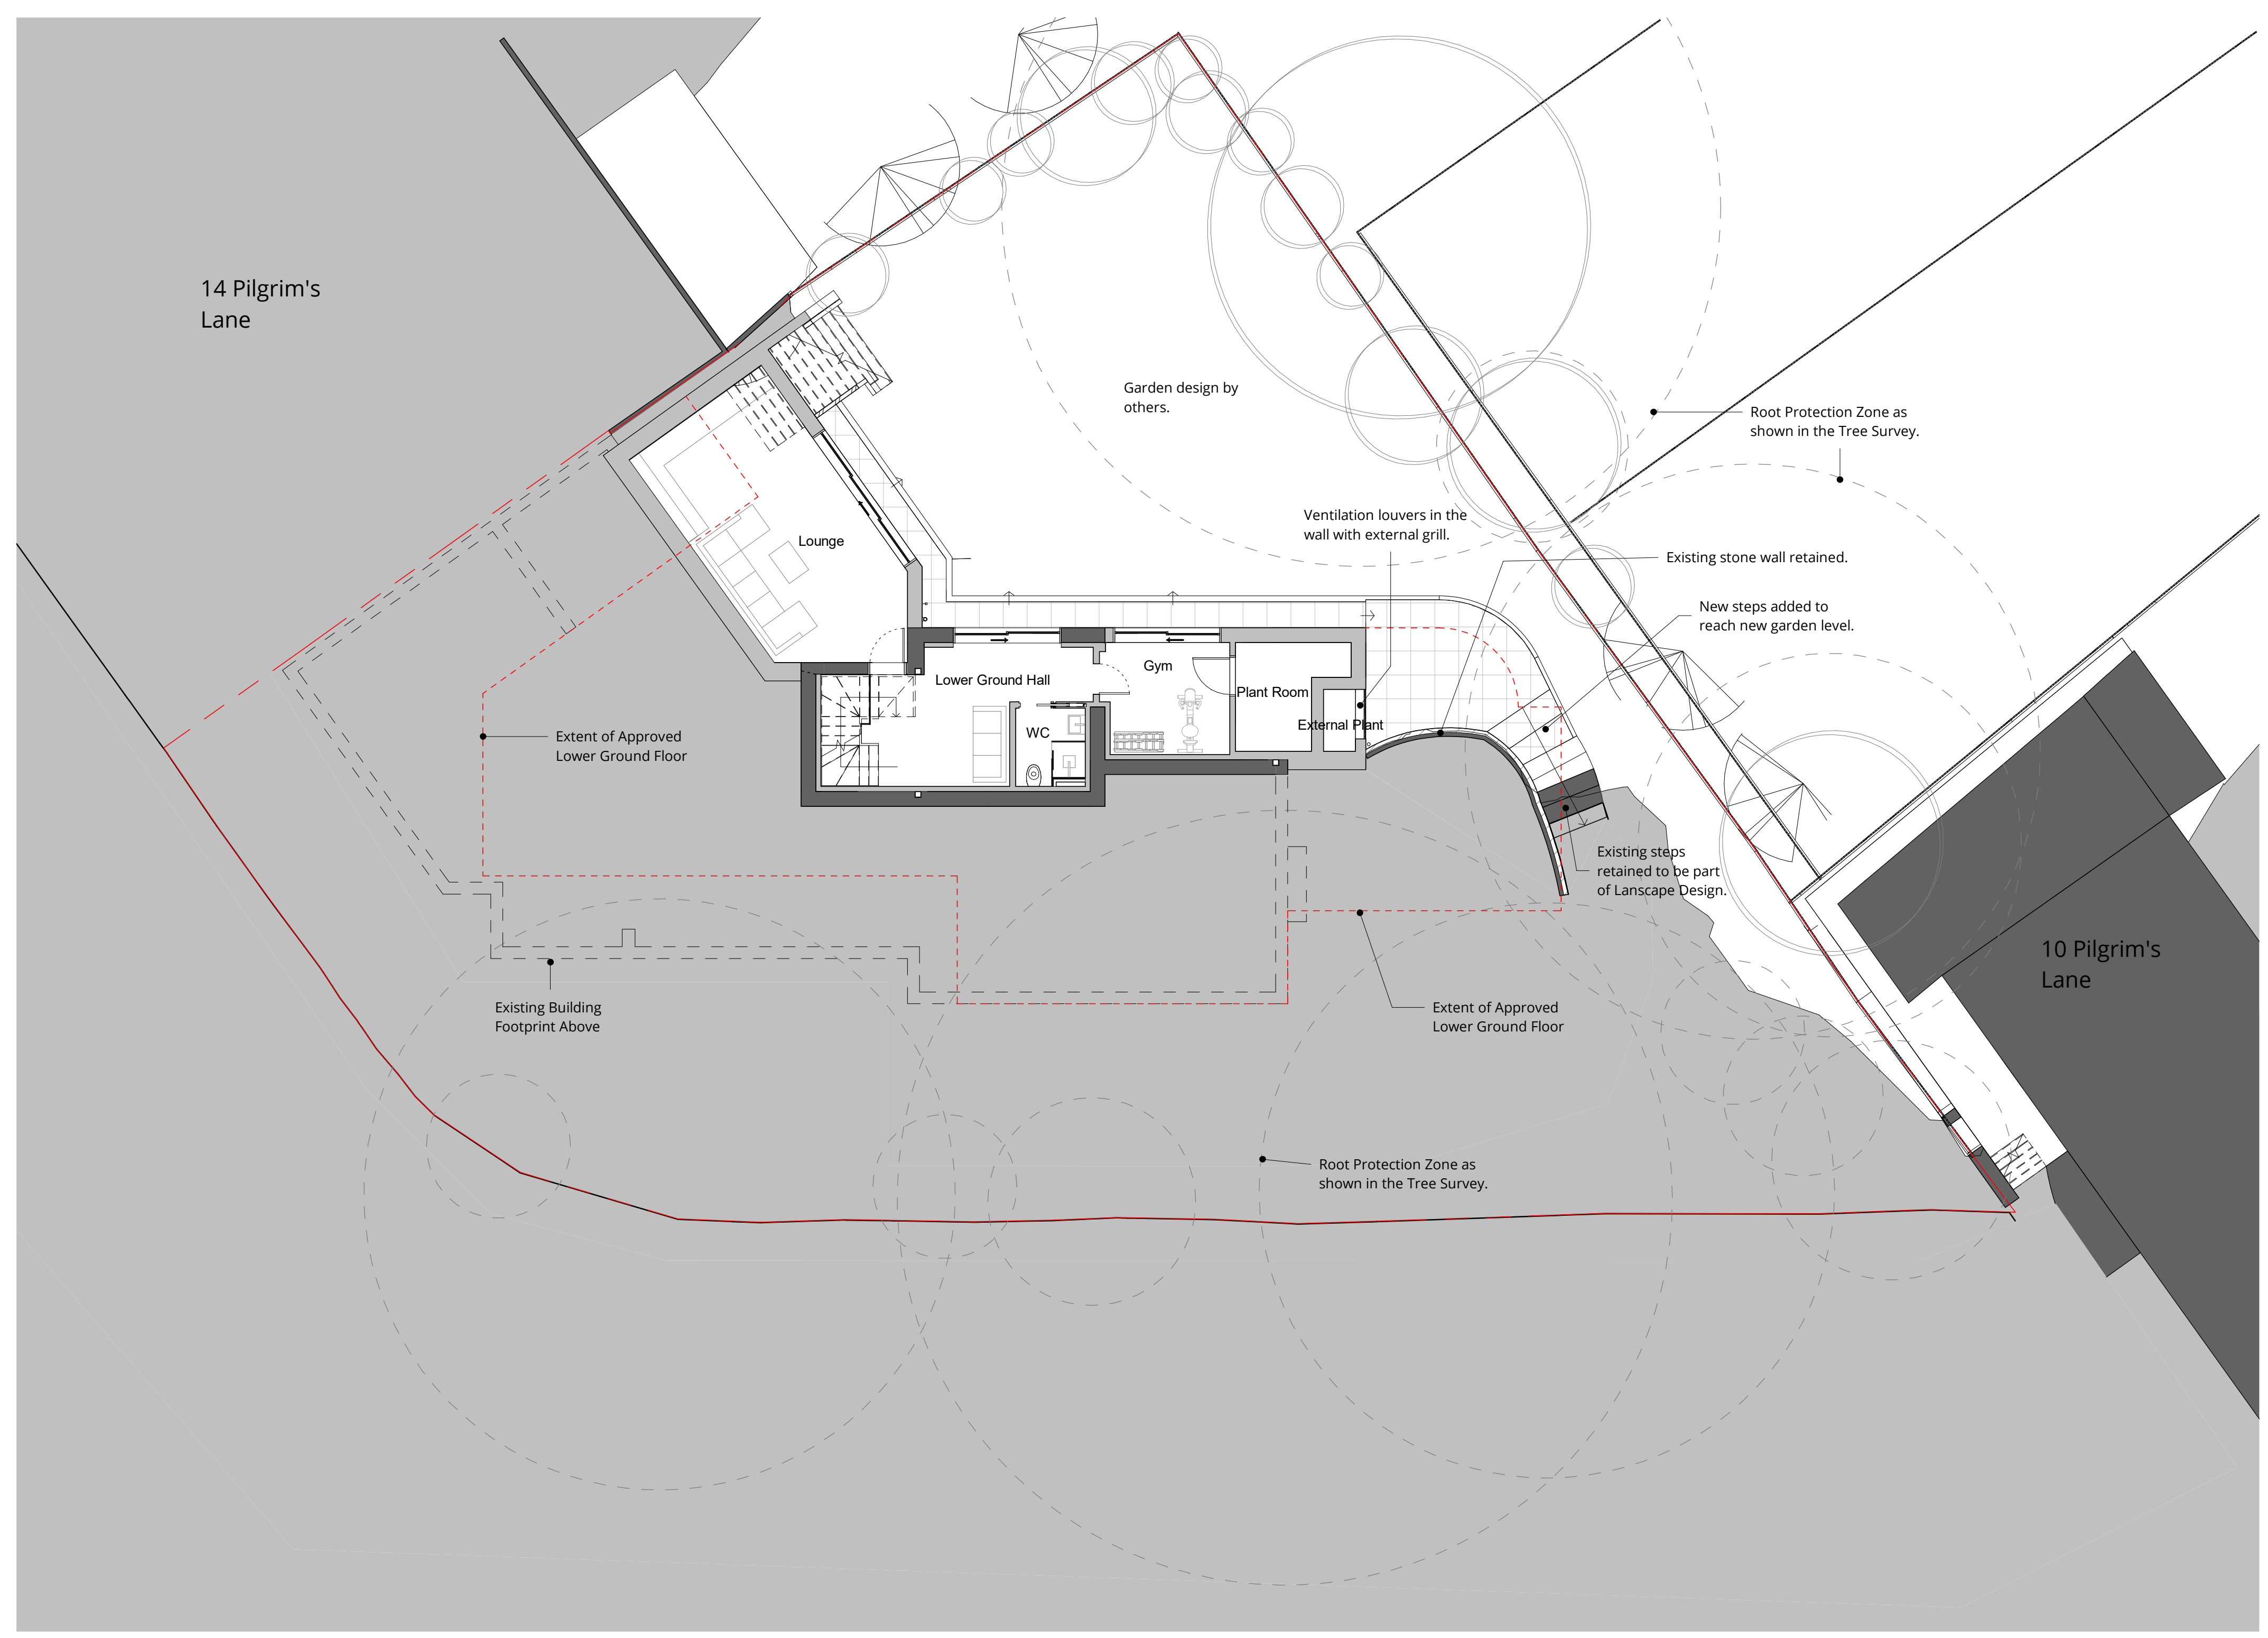 14 Pilgrim's
Lane
Garden design by
others.
Root Protection Zone as
shown in the Tree Survey.
Ventilation louvers in the
wall with external grill.
Existing stone wall retained.
New steps added to
reach new garden level.
Lounge
Lower Ground Hall
Gym
Plant Room
WC
External Plant
Extent of Approved
Lower Ground Floor
Existing steps
retained to be part
of Lanscape Design.
10 Pilgrim's
Lane
Existing Building
Footprint Above
Extent of Approved
Lower Ground Floor
Root Protection Zone as
shown in the Tree Survey.